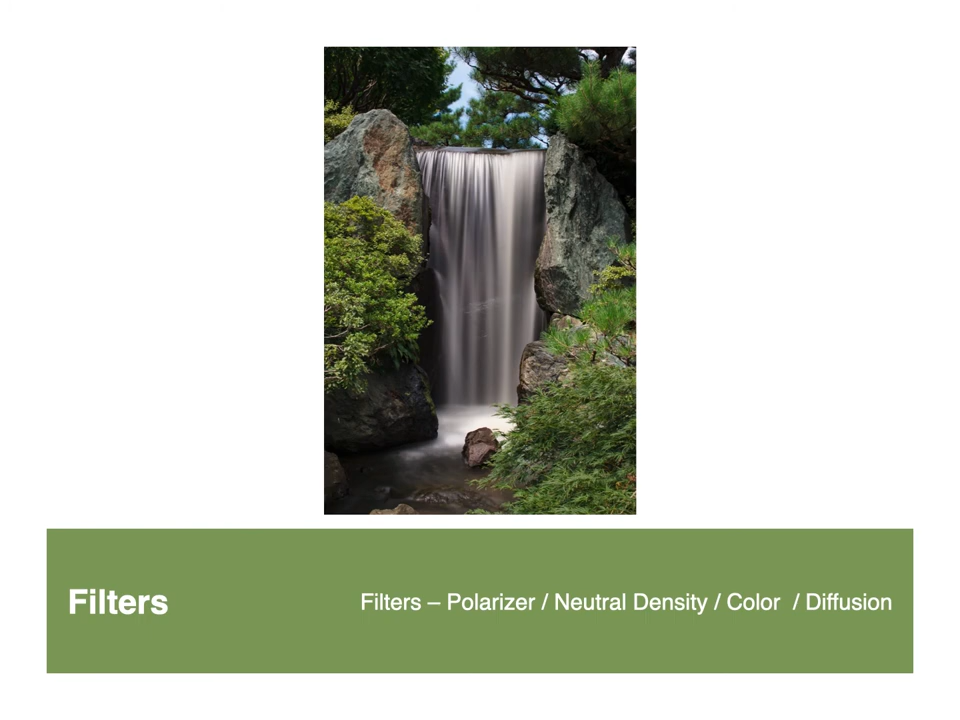 Filters
Filters – Polarizer / Neutral Density / Color  / Diffusion